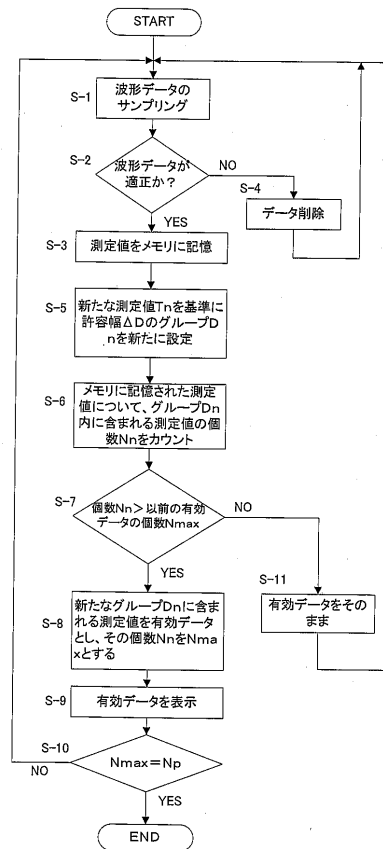 START
S-1
波形データの
サンプリング
S-2
波形データが
適正か？
NO
S-4
データ削除
YES
S-3
測定値をメモリに記憶
S-5
新たな測定値Tnを基準に
許容幅ΔDのグループD
nを新たに設定
S-6
メモリに記憶された測定
値について、グループDn
内に含まれる測定値の個
数Nnをカウント
S-7
個数Nn＞以前の有効
データの個数Nmax
NO
YES
S-11
有効データをその
まま
S-8
新たなグループDnに含ま
れる測定値を有効データ
とし、その個数NnをNma
xとする
S-9
有効データを表示
S-10
Nmax＝Np
NO
YES
END